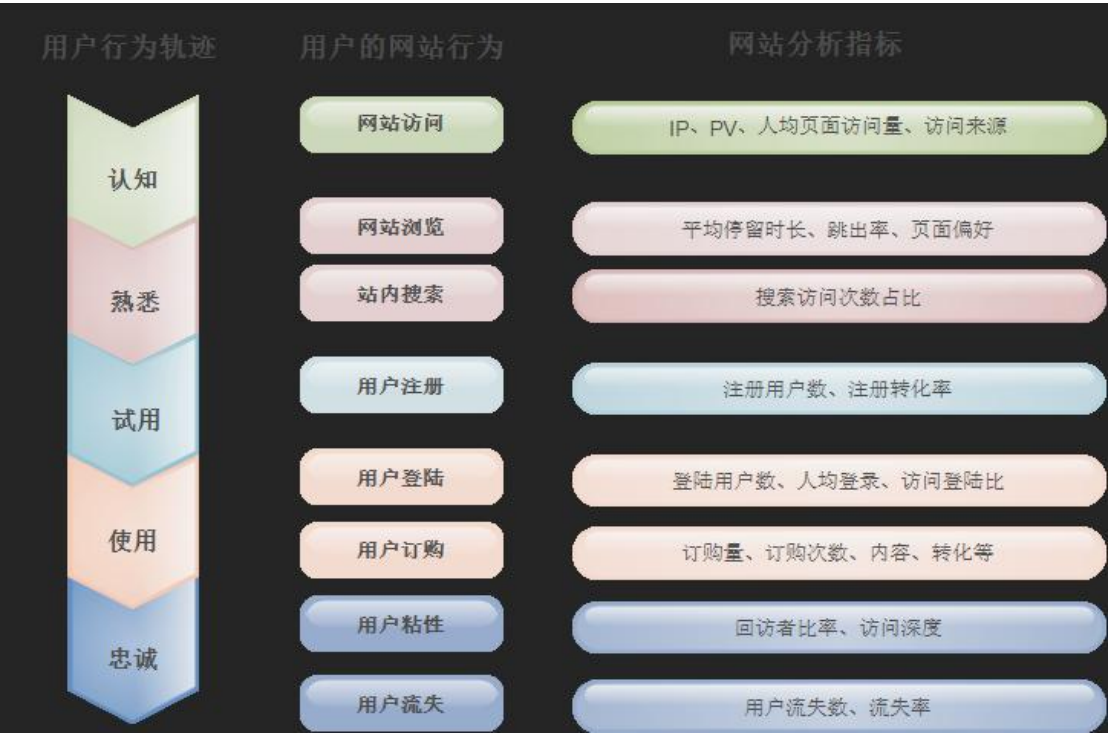 用户行为轨迹 用户的网站行为 网站分析指标
认知
网站访问 IP、PV、人均页面访问量、访问来源
熟悉
网站浏览 平均停留时长、跳出率、页面偏好
站内搜索 搜索访问次数占比
试用
用户注册 注册用户数、注册转化率
使用
用户登陆 登陆用户数、人均登录、访问登陆比
用户订购 订购量、订购次数、内容、转化等
忠诚
用户粘性 回访者比率、访问深度
用户流失 用户流失数、流失率